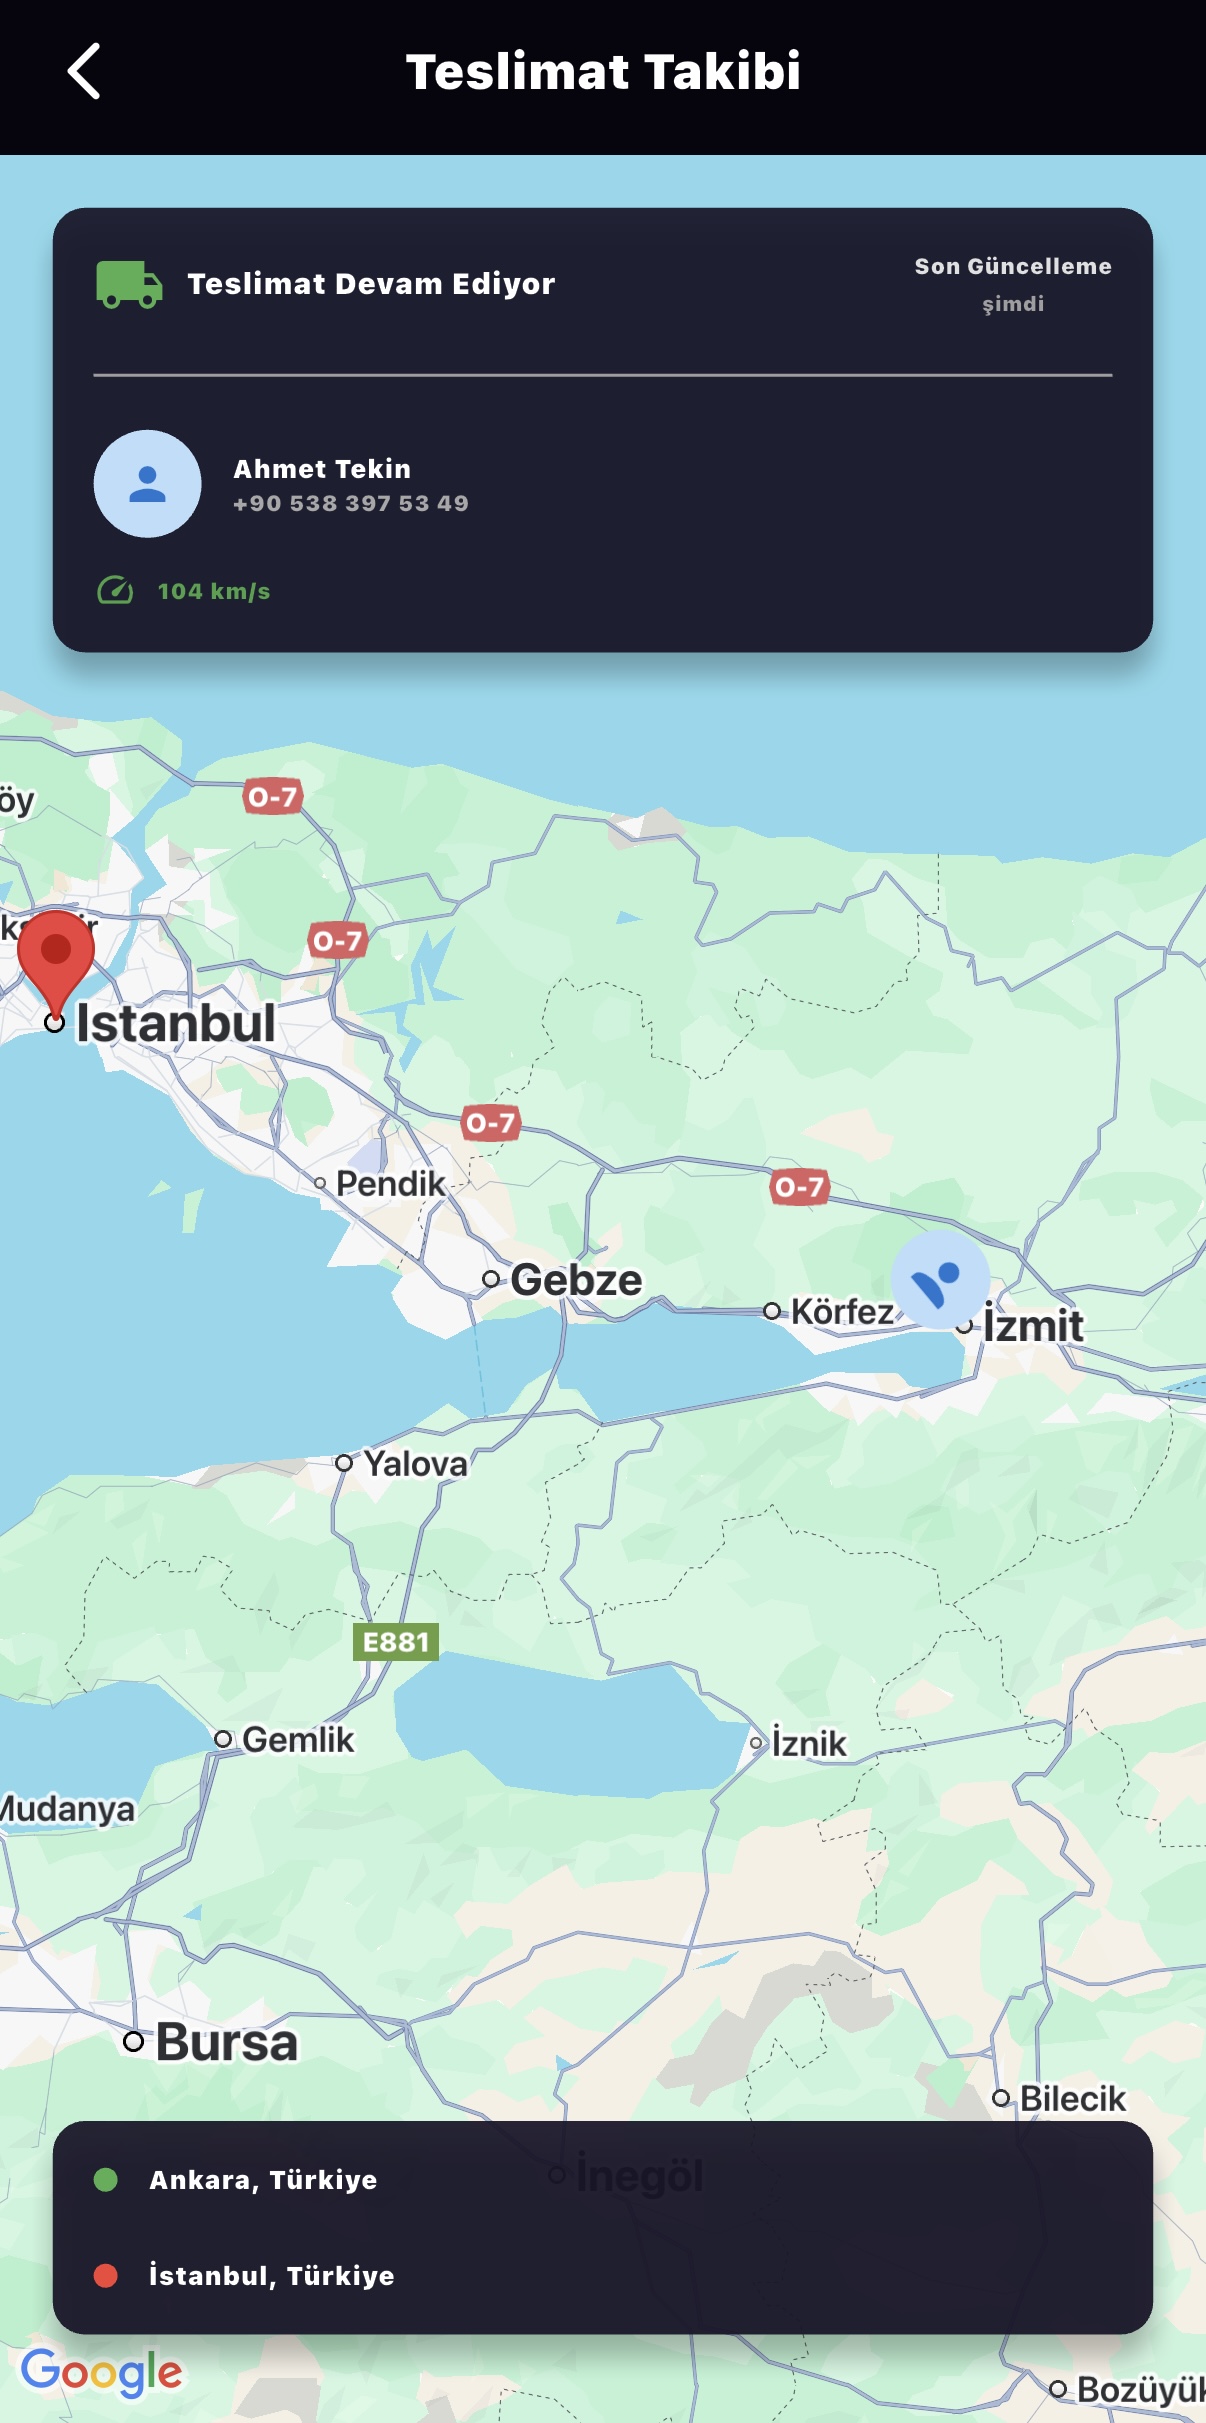 Teslimat Takibi
Teslimat Devam Ediyor
Son Güncelleme
şimdi
Ahmet Tekin
+90 538 397 53 49
104 km/s
O-7
öy
O-7
Istanbul
O-7
Pendik
O-7
Gebze
Körfez
İzmit
Yalova
E881
Gemlik
İznik
Mudanya
Bursa
Bilecik
İnegöl
Ankara, Türkiye
İstanbul, Türkiye
Google
Bozüyük